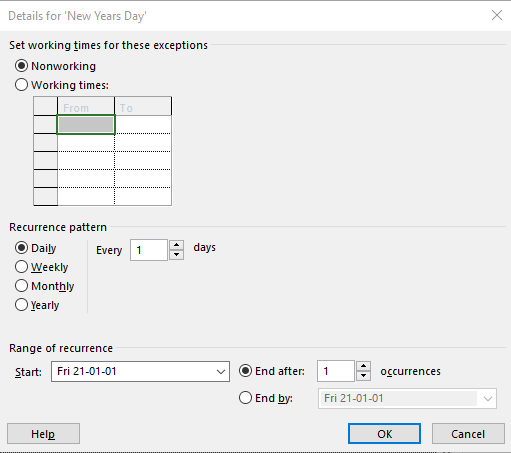 Details for 'New Years Day'
Set working times for these exceptions
Nonworking
Working times:
From To
Recurrence pattern
Daily Every 1 days
Weekly
Monthly
Yearly
Range of recurrence
Start: Fri 21-01-01 End after: 1 occurrences
End by: Fri 21-01-01
Help OK Cancel